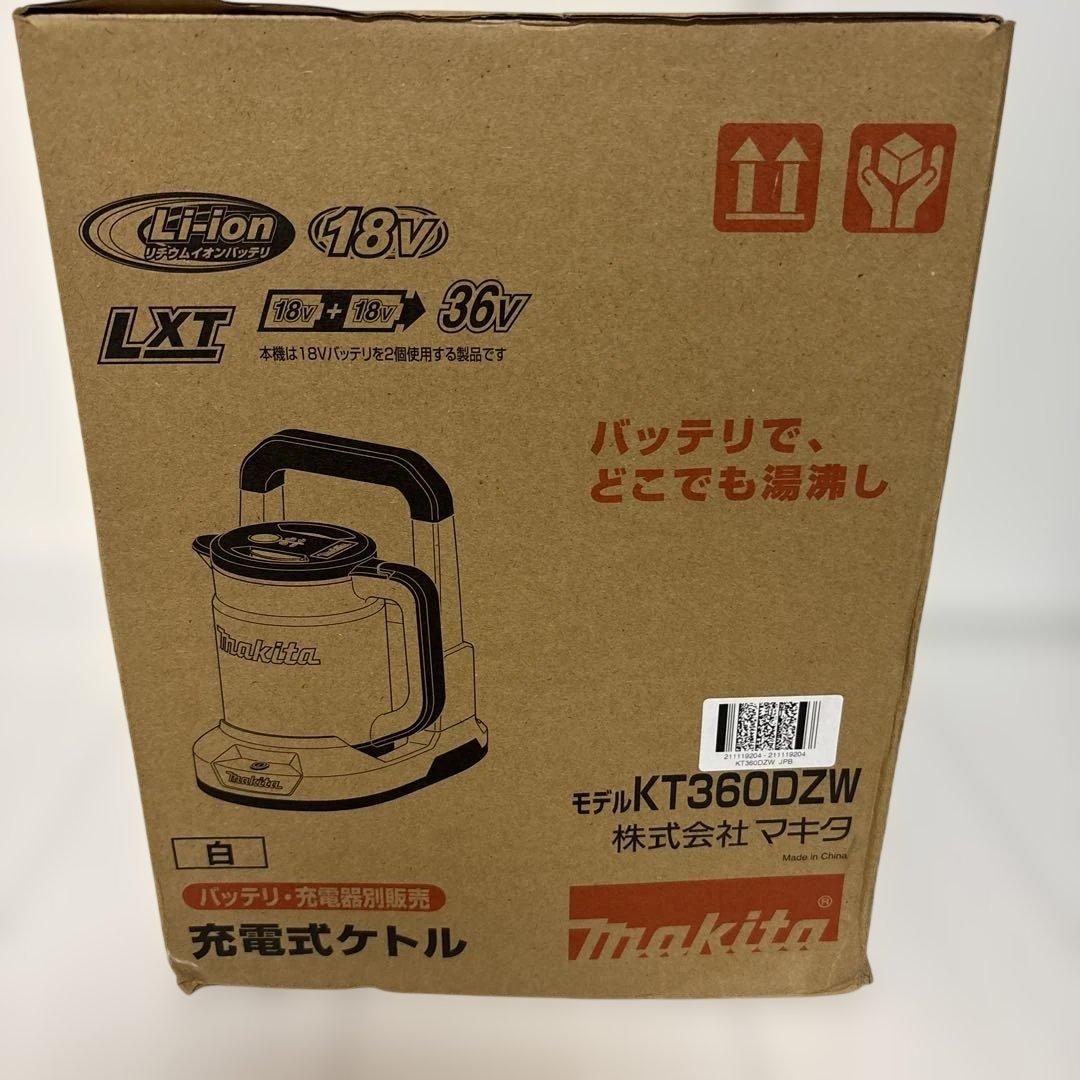 Li-ion
リチウムイオンバッテリ
18V
LXT
18V + 18V 36V
本機は18Vバッテリを2個使用する製品です
バッテリで、
どこでも湯沸し
makita
makita
211119204 - 211119204
KT360DZW JPB
モデルKT360DZW
株式会社マキタ
Made in China
白
バッテリ・充電器別販売
充電式ケトル
makita®